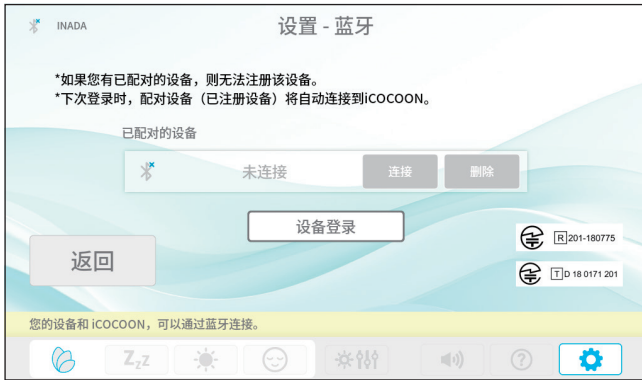 INADA
设置 - 蓝牙
*如果您有已配对的设备，则无法注册该设备。
*下次登录时，配对设备（已注册设备）将自动连接到iCOCOON。
已配对的设备
未连接
连接
删除
设备登录
R 201-180775
返回
T D 18 0171 201
您的设备和 iCOCOON，可以通过蓝牙连接。
ZzZ
?